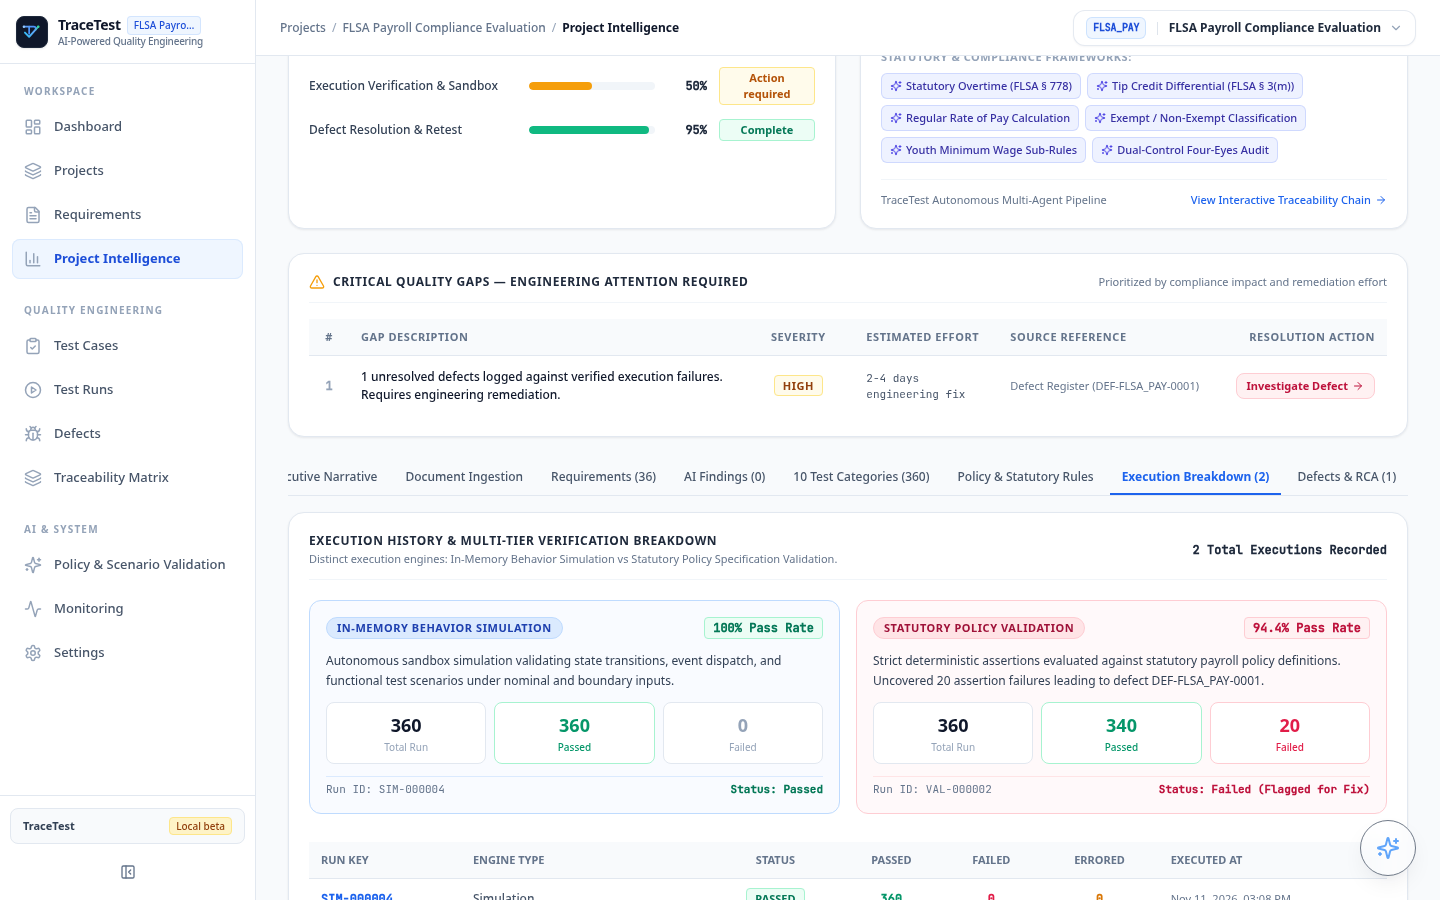 TraceTest FLSA Payro...
AI-Powered Quality Engineering
WORKSPACE
Dashboard
Projects
Requirements
Project Intelligence
QUALITY ENGINEERING
Test Cases
Test Runs
Defects
Traceability Matrix
AI & SYSTEM
Policy & Scenario Validation
Monitoring
Settings
TraceTest Local beta
Projects / FLSA Payroll Compliance Evaluation / Project Intelligence
FLSA_PAY FLSA Payroll Compliance Evaluation
Execution Verification & Sandbox 50% Action required
Defect Resolution & Retest 95% Complete
STATUTORY & COMPLIANCE FRAMEWORKS:
Statutory Overtime (FLSA § 778) Tip Credit Differential (FLSA § 3(m))
Regular Rate of Pay Calculation Exempt / Non-Exempt Classification
Youth Minimum Wage Sub-Rules Dual-Control Four-Eyes Audit
TraceTest Autonomous Multi-Agent Pipeline View Interactive Traceability Chain →
CRITICAL QUALITY GAPS — ENGINEERING ATTENTION REQUIRED Prioritized by compliance impact and remediation effort
# GAP DESCRIPTION SEVERITY ESTIMATED EFFORT SOURCE REFERENCE RESOLUTION ACTION
1 1 unresolved defects logged against verified execution failures.
Requires engineering remediation.
HIGH
2-4 days
engineering fix
Defect Register (DEF-FLSA_PAY-0001)
Investigate Defect →
cutive Narrative Document Ingestion Requirements (36) AI Findings (0) 10 Test Categories (360) Policy & Statutory Rules Execution Breakdown (2) Defects & RCA (1)
EXECUTION HISTORY & MULTI-TIER VERIFICATION BREAKDOWN
Distinct execution engines: In-Memory Behavior Simulation vs Statutory Policy Specification Validation.
2 Total Executions Recorded
IN-MEMORY BEHAVIOR SIMULATION 100% Pass Rate
Autonomous sandbox simulation validating state transitions, event dispatch, and
functional test scenarios under nominal and boundary inputs.
360 360 0
Total Run Passed Failed
Run ID: SIM-000004 Status: Passed
STATUTORY POLICY VALIDATION 94.4% Pass Rate
Strict deterministic assertions evaluated against statutory payroll policy definitions.
Uncovered 20 assertion failures leading to defect DEF-FLSA_PAY-0001.
360 340 20
Total Run Passed Failed
Run ID: VAL-000002 Status: Failed (Flagged for Fix)
RUN KEY ENGINE TYPE STATUS PASSED FAILED ERRORED EXECUTED AT
SIM-000004 Simulation PASSED 360 0 0 Nov 11, 2026, 03:08 PM